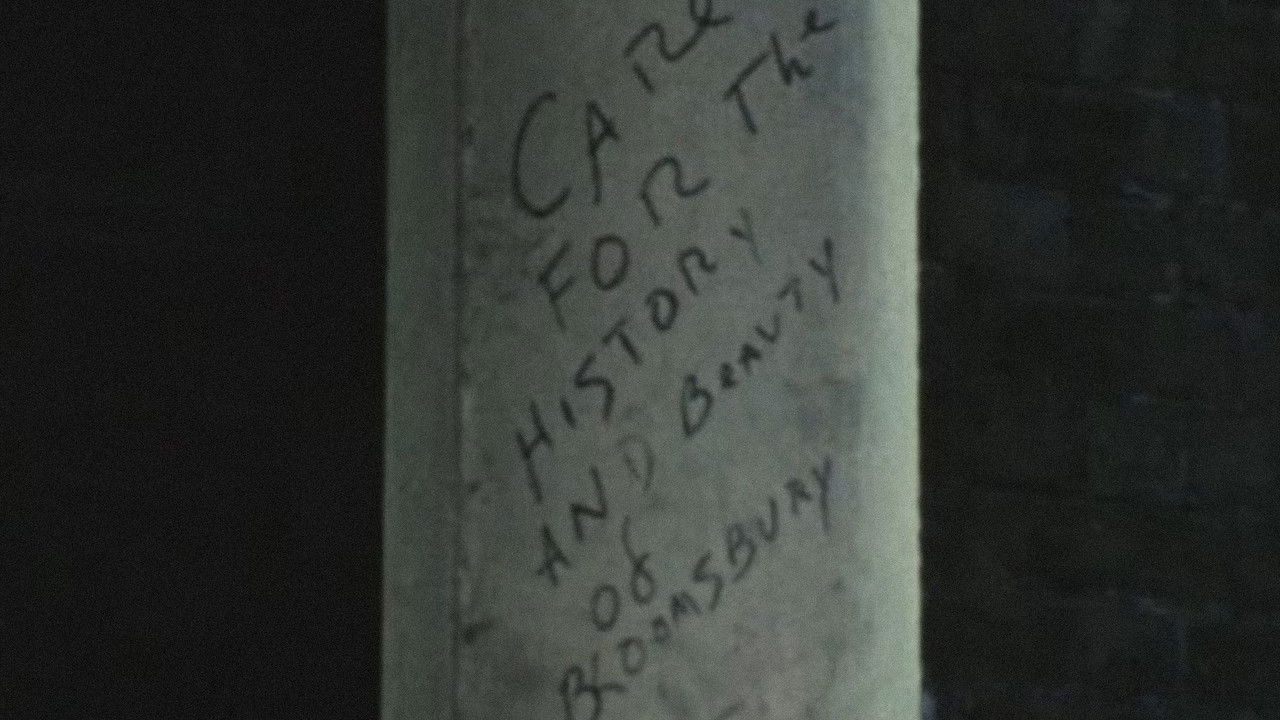 CARe
FOR The
HISTORY
AND BeAUTY
Of
BLOOMSBURY